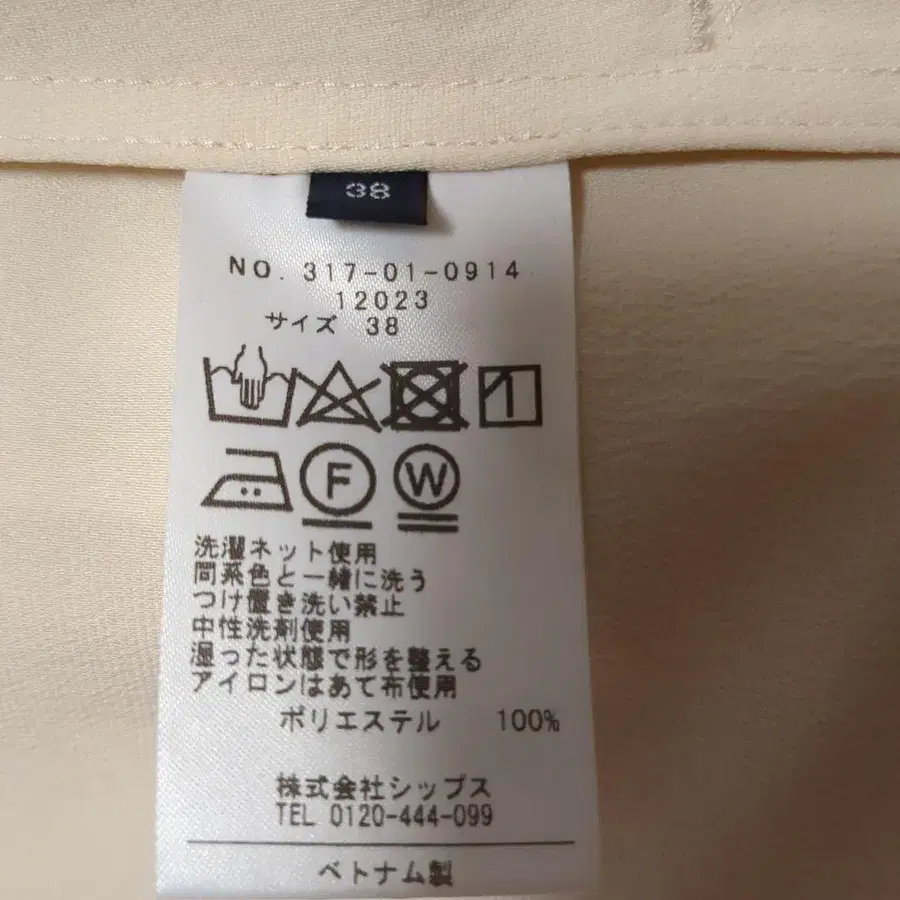 38
NO. 317-01-0914
12023
サイズ 38
F W
洗濯ネット使用
同系色と一緒に洗う
つけ置き洗い禁止
中性洗剤使用
湿った状態で形を整える
アイロンはあて布使用
ポリエステル 100%
株式会社シップス
TEL 0120-444-099
ベトナム製